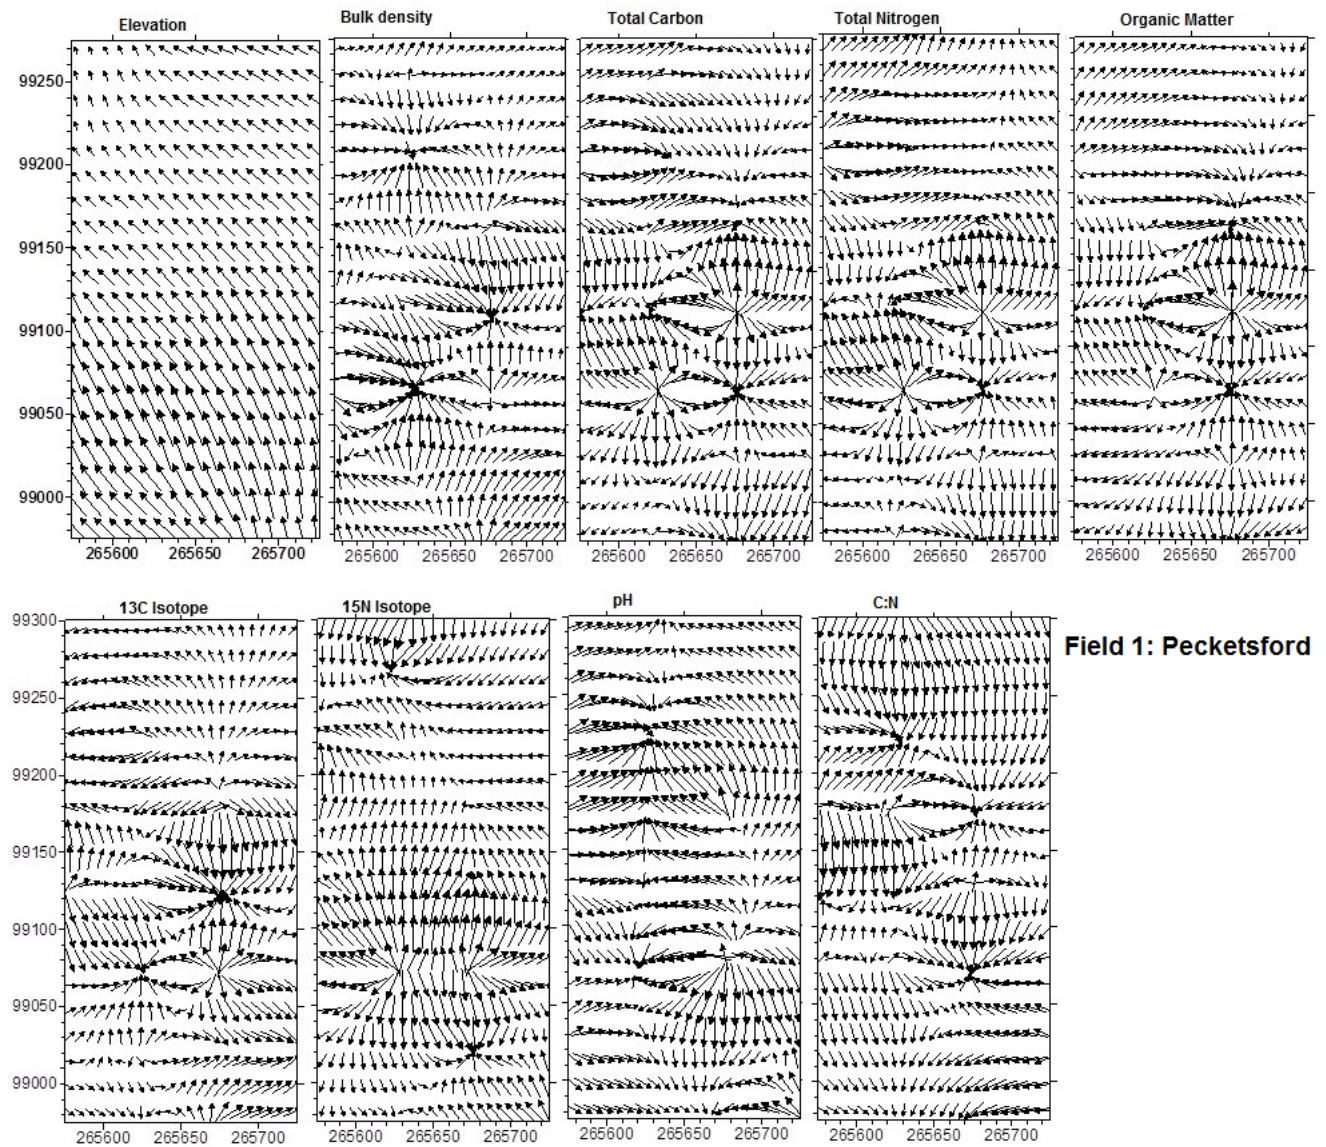 Elevation
Bulk density
Total Carbon
Total Nitrogen
Organic Matter
99250
99200
99150
99100
99050
99000
265600 265650 265700
265600 265650 265700
265600 265650 265700
265600 265650 265700
265600 265650 265700
13C Isotope
15N Isotope
pH
C:N
99300
99250
99200
99150
99100
99050
99000
Field 1: Pecketsford
265600 265650 265700
265600 265650 265700
265600 265650 265700
265600 265650 265700